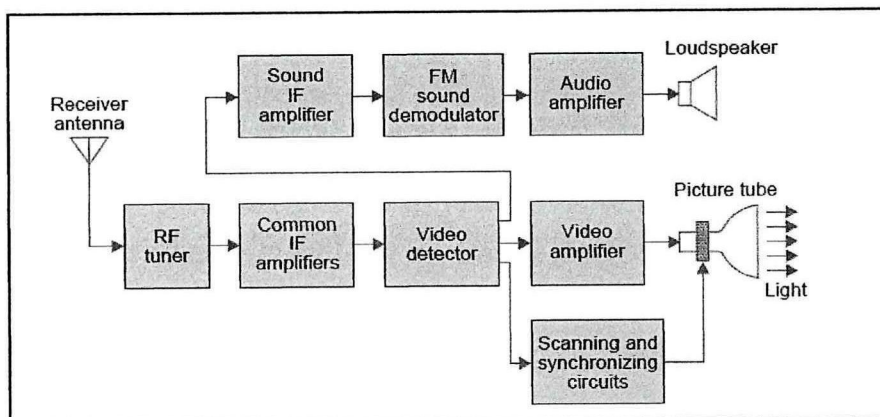 Receiver
antenna
Sound
IF
amplifier
FM
sound
demodulator
Audio
amplifier
Loudspeaker
RF
tuner
Common
IF
amplifiers
Video
detector
Video
amplifier
Picture tube
Light
Scanning and
synchronizing
circuits